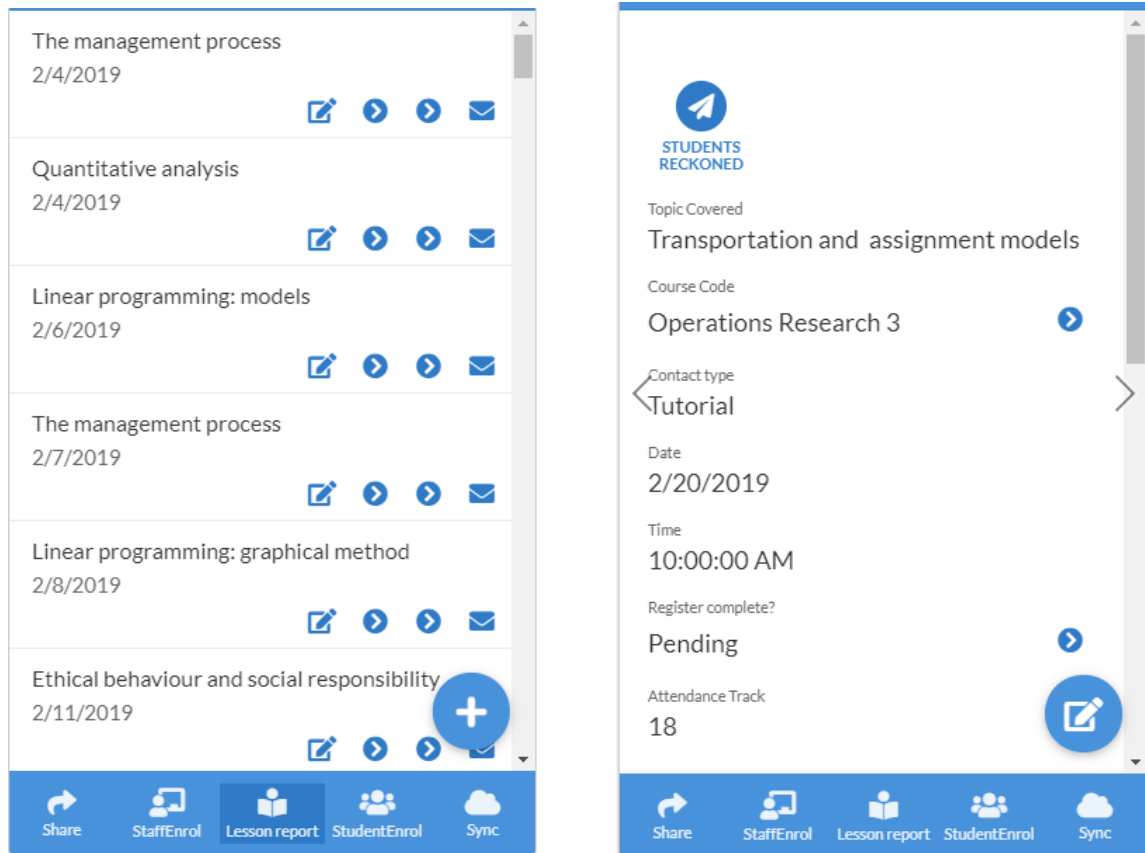 The management process
2/4/2019
Quantitative analysis
2/4/2019
Linear programming: models
2/6/2019
The management process
2/7/2019
Linear programming: graphical method
2/8/2019
Ethical behaviour and social responsibility
2/11/2019
Share
StaffEnrol
Lesson report
StudentEnrol
Sync
STUDENTS
RECKONED
Topic Covered
Transportation and  assignment models
Course Code
Operations Research 3
Contact type
Tutorial
Date
2/20/2019
Time
10:00:00 AM
Register complete?
Pending
Attendance Track
18
Share
StaffEnrol
Lesson report
StudentEnrol
Sync